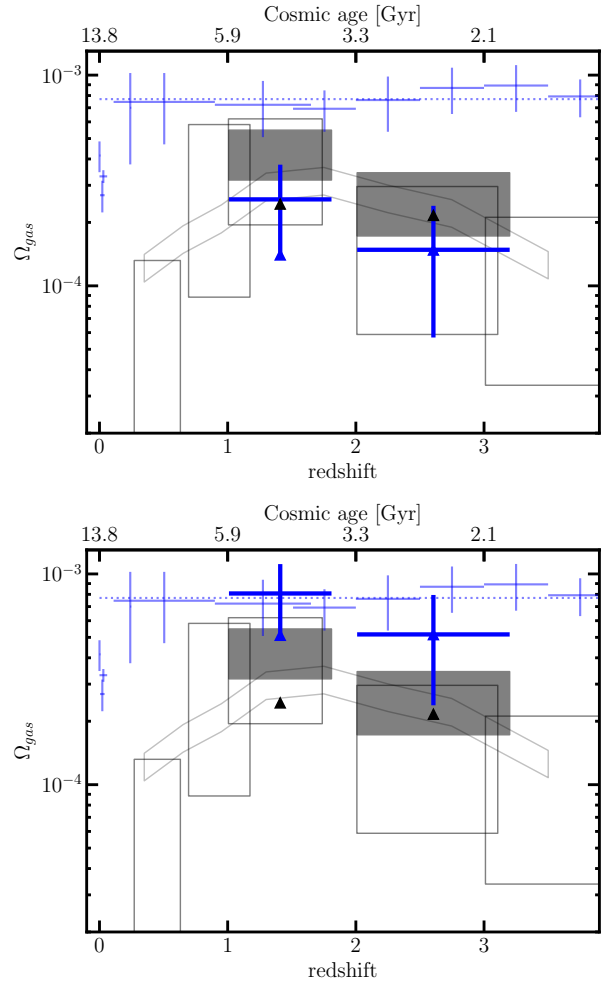 Cosmic age [Gyr]
13.8 5.9 3.3 2.1
10⁻³
Ω_gas
10⁻⁴
0 1 2 3
redshift
Cosmic age [Gyr]
13.8 5.9 3.3 2.1
10⁻³
Ω_gas
10⁻⁴
0 1 2 3
redshift